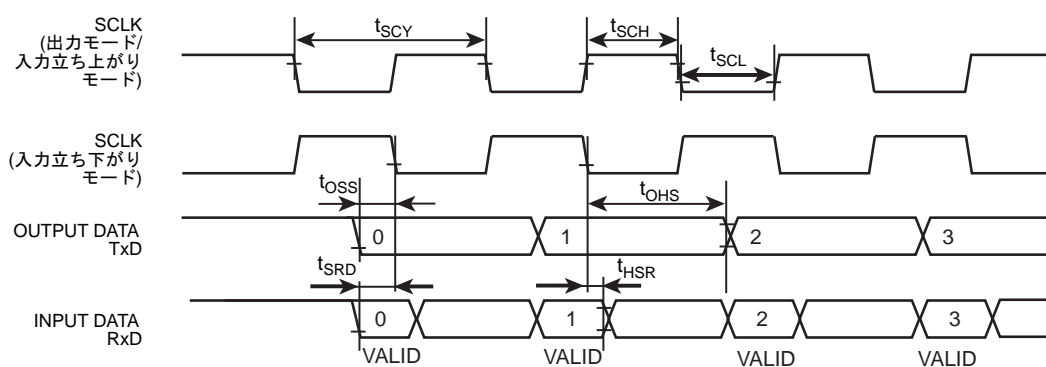 SCLK
(出力モード/
入力立ち上がり
モード)
tSCY
tSCH
tSCL
SCLK
(入力立ち下がり
モード)
tOSS
tOHS
OUTPUT DATA
TxD
0
1
2
3
tSRD
tHSR
INPUT DATA
RxD
0
1
2
3
VALID
VALID
VALID
VALID